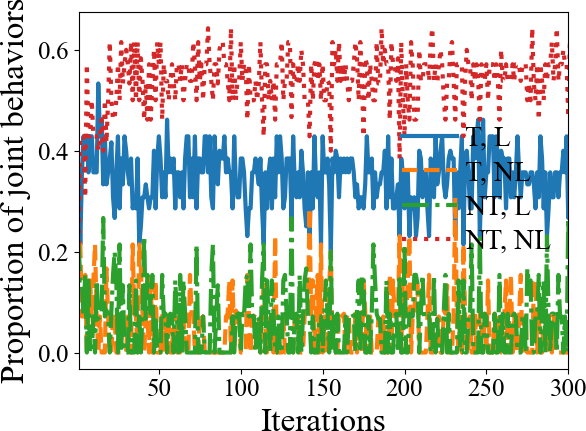 Proportion of joint behaviors
0.6
0.4
0.2
0.0
T, L
T, NL
NT, L
NT, NL
50 100 150 200 250 300
Iterations